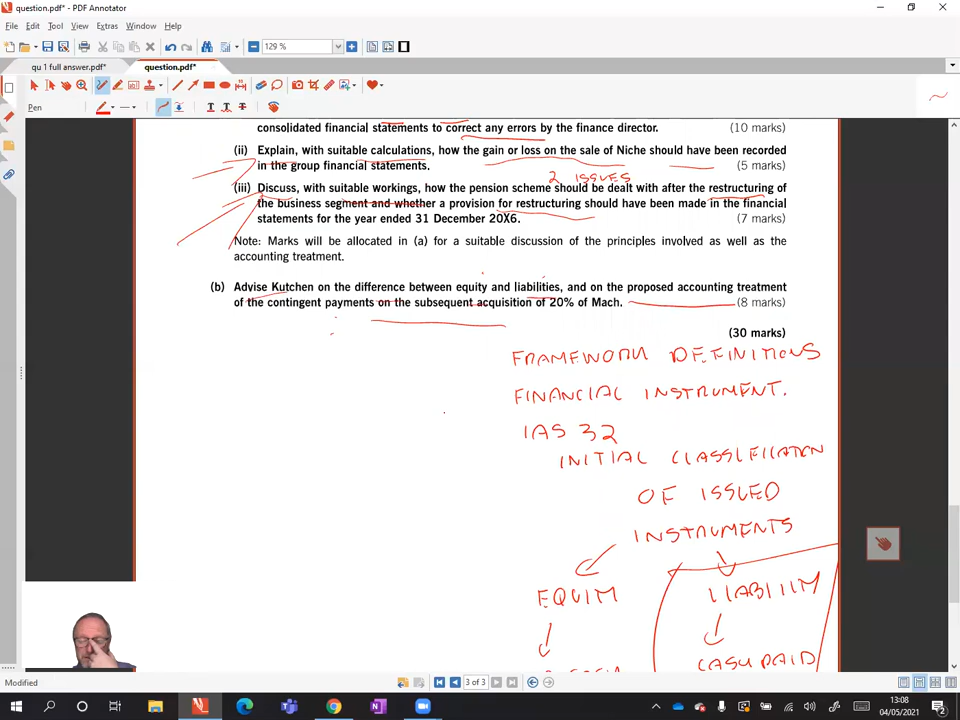 question.pdf* - PDF Annotator
File Edit Tool View Extras Window Help
129 %
qu 1 full answer.pdf* question.pdf*
Pen
consolidated financial statements to correct any errors by the finance director. (10 marks)
(ii) Explain, with suitable calculations, how the gain or loss on the sale of Niche should have been recorded
in the group financial statements. (5 marks)
2 ISSUES
(iii) Discuss, with suitable workings, how the pension scheme should be dealt with after the restructuring of
the business segment and whether a provision for restructuring should have been made in the financial
statements for the year ended 31 December 20X6. (7 marks)
Note: Marks will be allocated in (a) for a suitable discussion of the principles involved as well as the
accounting treatment.
(b) Advise Kutchen on the difference between equity and liabilities, and on the proposed accounting treatment
of the contingent payments on the subsequent acquisition of 20% of Mach. (8 marks)
(30 marks)
FRAMEWORK DEFINITIONS
FINANCIAL INSTRUMENT.
IAS 32
INITIAL CLASSIFICATION
OF ISSUED
INSTRUMENTS
EQUITY LIABILITY
CASH PAID
3 of 3
Modified
13:08
04/05/2021
2